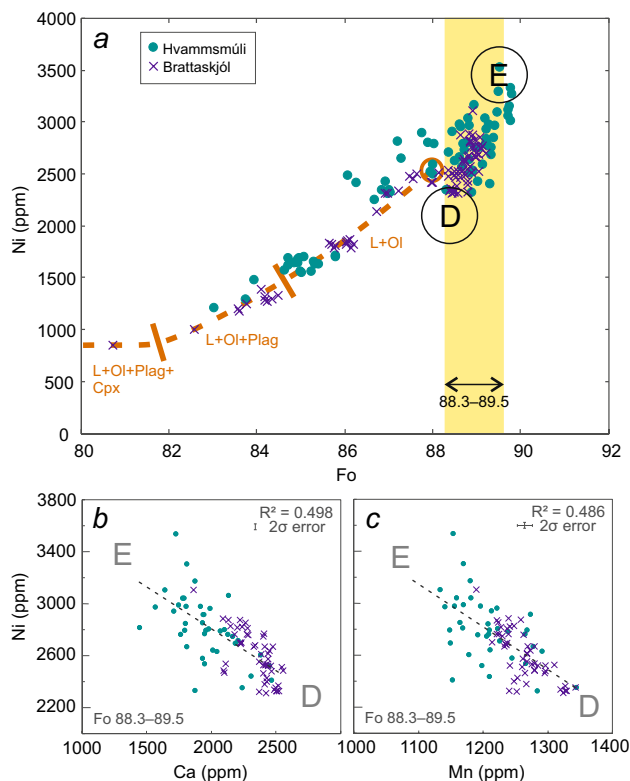 a
Hvammsmúli
Brattaskjól
E
D
L+Ol
L+Ol+Plag
L+Ol+Plag+
Cpx
88.3–89.5
4000
3500
3000
2500
2000
1500
1000
500
0
Ni (ppm)
80 82 84 86 88 90 92
Fo
b
R² = 0.498
2σ error
E
D
Fo 88.3–89.5
3800
3400
3000
2600
2200
Ni (ppm)
1000 1500 2000 2500 3000
Ca (ppm)
c
R² = 0.486
2σ error
E
D
Fo 88.3–89.5
1100 1200 1300 1400
Mn (ppm)